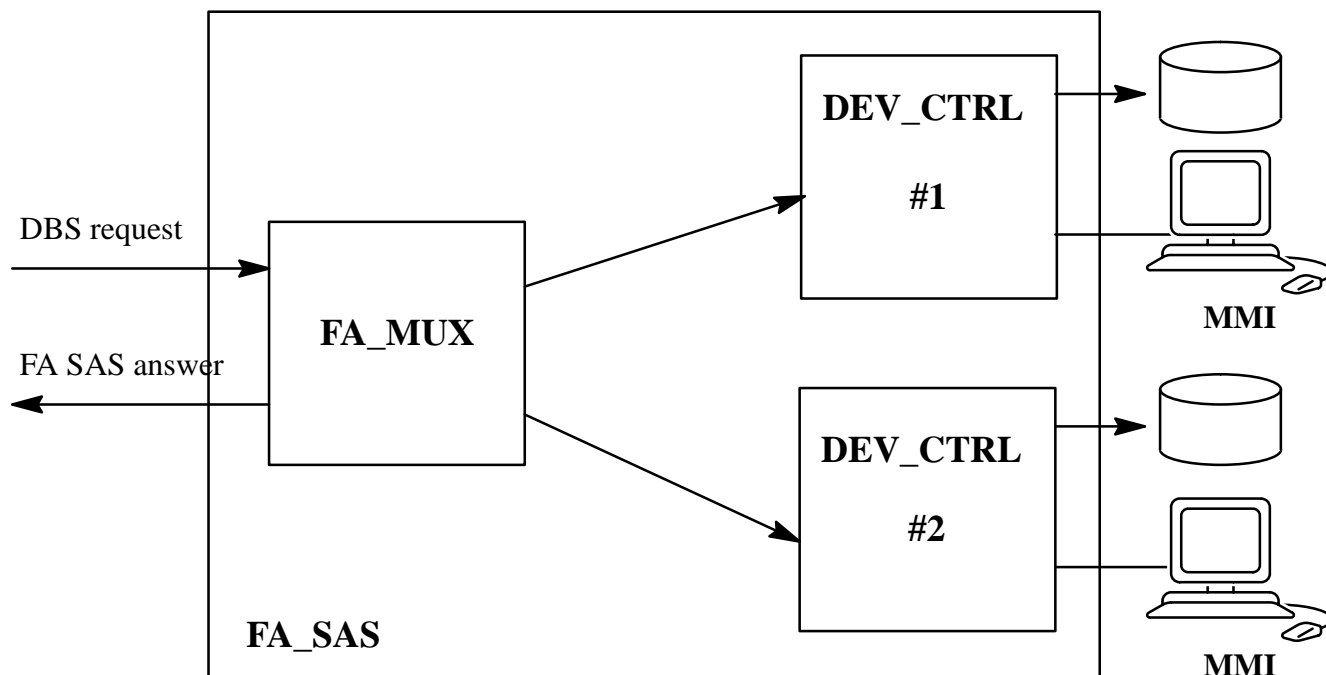 DEV_CTRL
#1
DBS request
FA_MUX
MMI
FA SAS answer
DEV_CTRL
#2
FA_SAS
MMI